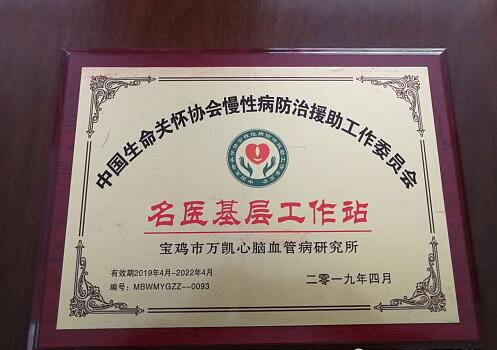 中国生命关怀协会慢性病防治援助工作委员会
名医基层工作站
宝鸡市万凯心脑血管病研究所
有效期2019年4月-2022年4月
二零一九年四月
编号：MBWMYGZZ--0093